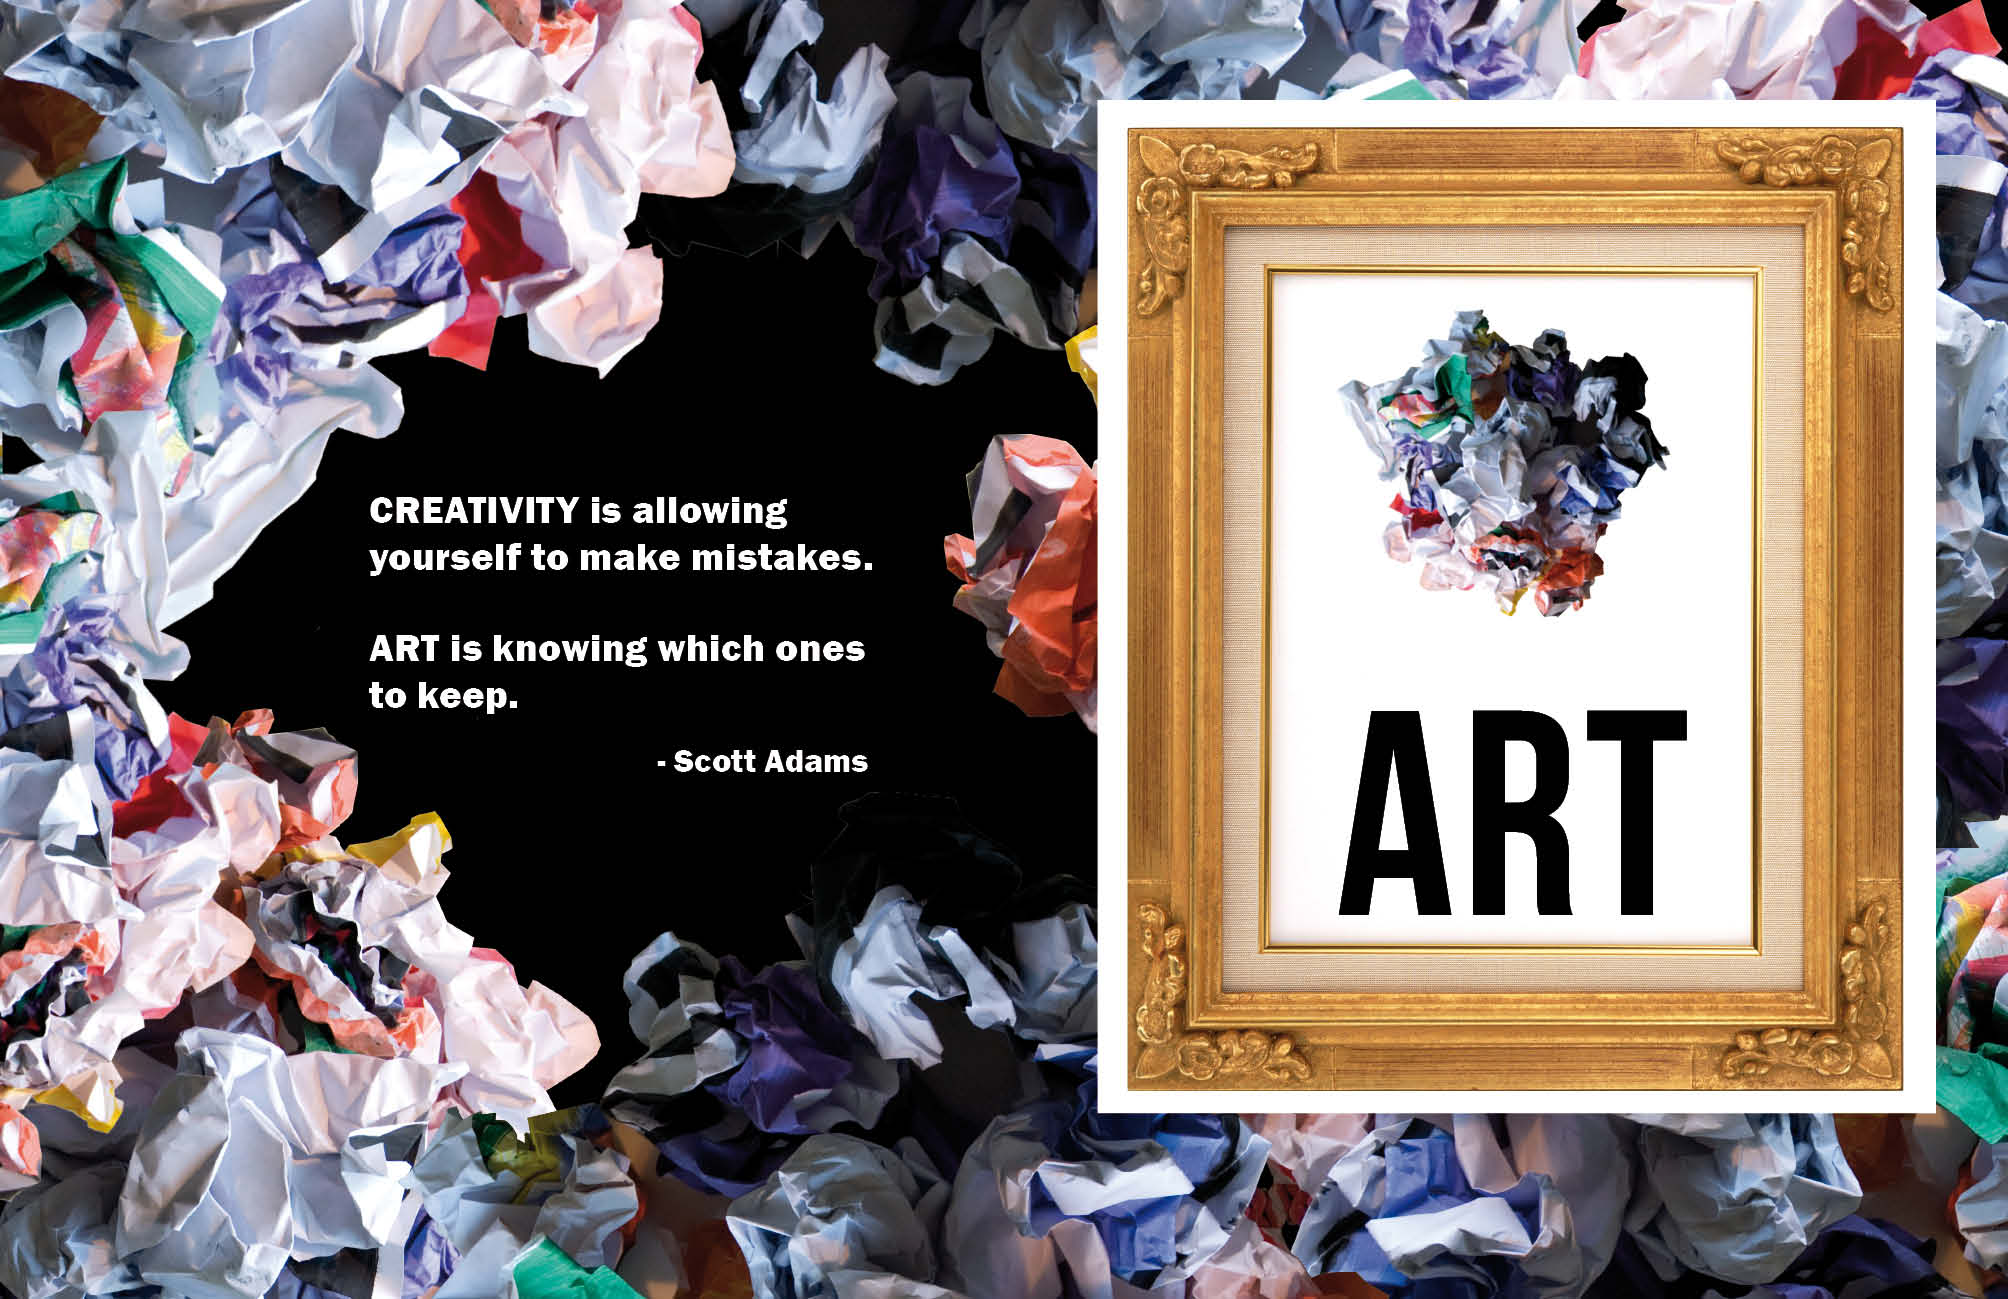 CREATIVITY is allowing
yourself to make mistakes.
ART is knowing which ones
to keep.
- Scott Adams
ART